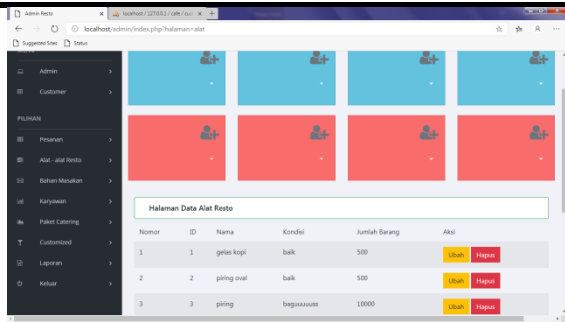 Admin Resto
localhost / 127.0.0.1 / cafe /
localhost/admin/index.php?halaman=alat
Suggested Sites
Status
Admin
Customer
PILIHAN
Pesanan
Alat - alat Resto
Bahan Masakan
Karyawan
Paket Catering
Customized
Laporan
Keluar
Halaman Data Alat Resto
Nomor ID Nama Kondisi Jumlah Barang Aksi
1 1 gelas kopi baik 500 Ubah Hapus
2 2 piring oval baik 500 Ubah Hapus
3 3 piring baguuuuuss 10000 Ubah Hapus